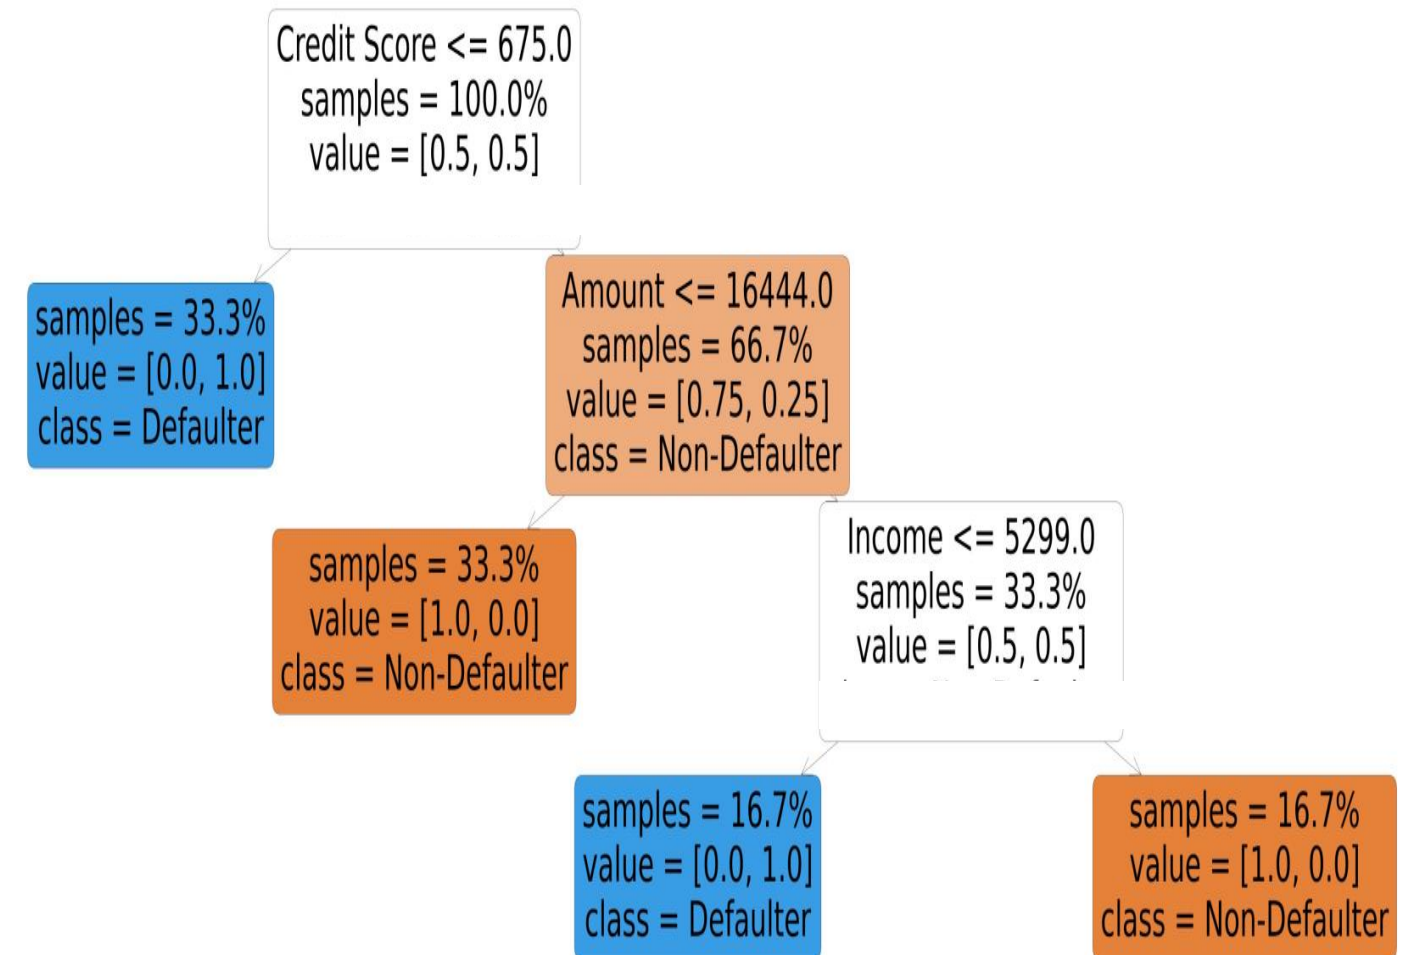 Credit Score <= 675.0
samples = 100.0%
value = [0.5, 0.5]
samples = 33.3%
value = [0.0, 1.0]
class = Defaulter
Amount <= 16444.0
samples = 66.7%
value = [0.75, 0.25]
class = Non-Defaulter
samples = 33.3%
value = [1.0, 0.0]
class = Non-Defaulter
Income <= 5299.0
samples = 33.3%
value = [0.5, 0.5]
samples = 16.7%
value = [0.0, 1.0]
class = Defaulter
samples = 16.7%
value = [1.0, 0.0]
class = Non-Defaulter